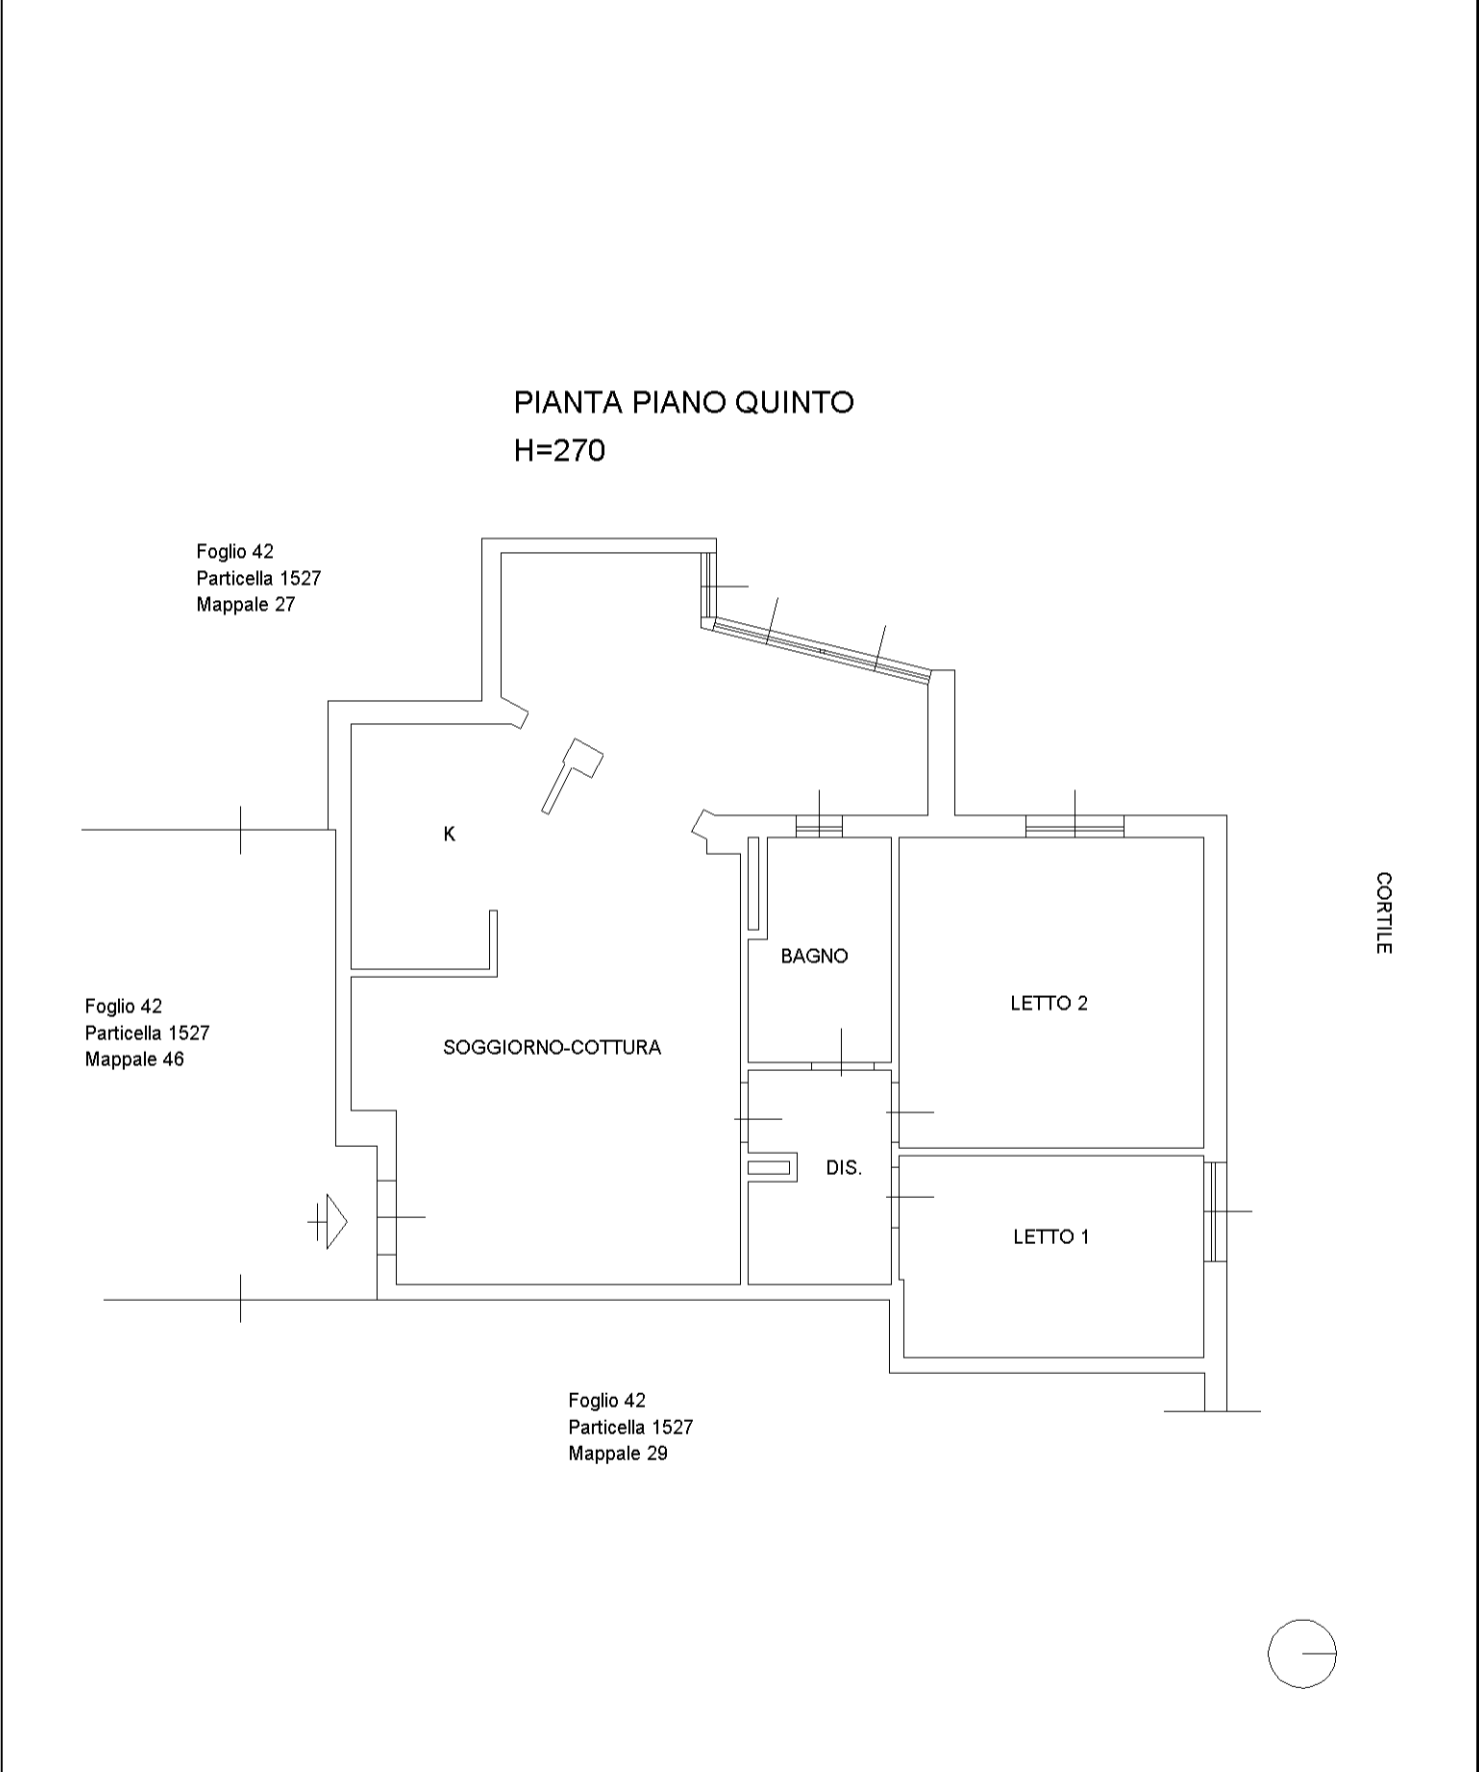 PIANTA PIANO QUINTO
H=270
Foglio 42
Particella 1527
Mappale 27
K
CORTILE
BAGNO
LETTO 2
Foglio 42
Particella 1527
Mappale 46
SOGGIORNO-COTTURA
DIS.
LETTO 1
Foglio 42
Particella 1527
Mappale 29